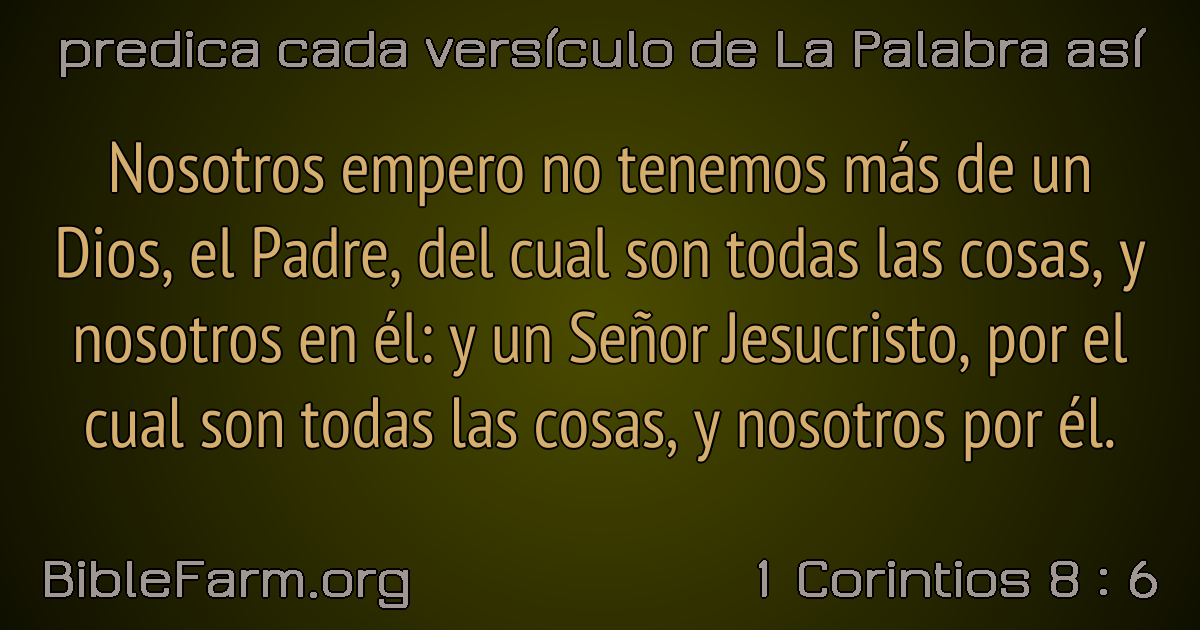 predica cada versículo de La Palabra así
Nosotros empero no tenemos más de un
Dios, el Padre, del cual son todas las cosas, y
nosotros en él: y un Señor Jesucristo, por el
cual son todas las cosas, y nosotros por él.
BibleFarm.org
1 Corintios 8 : 6